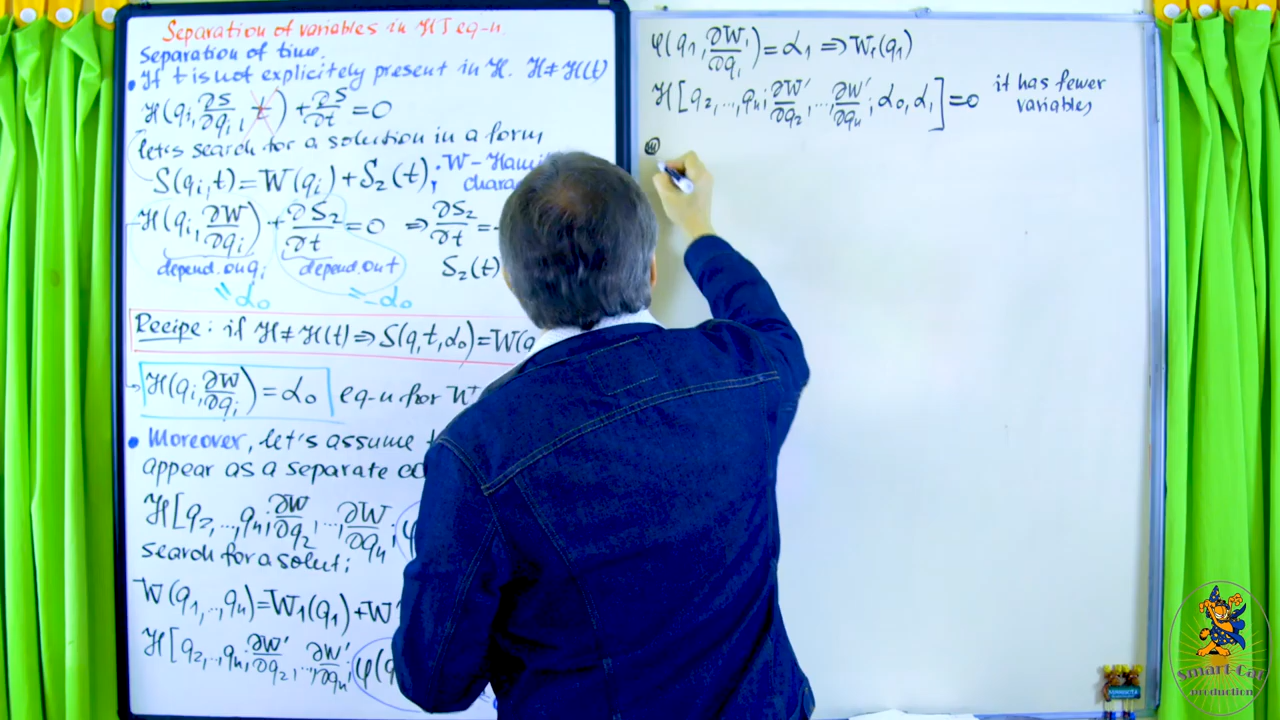 Separation of variables in HJ eq-n.
Separation of time.
• If t is not explicitely present in H. H≠H(t)
H(qi, ∂S/∂qi, t) + ∂S/∂t = 0
let's search for a solution in a form
S(qi,t) = W(qi) + S₂(t); W – Hami
chara
H(qi, ∂W/∂qi) + ∂S₂/∂t = 0 ⇒ ∂S₂/∂t = -
depend. on qi depend. on t S₂(t)
= α₀ = -α₀
Recipe: if H≠H(t) ⇒ S(q,t,α₀) = W(q
H(qi, ∂W/∂qi) = α₀ eq-n for W
• Moreover, let's assume
appear as a separate co
H[q₂,...,qn; ∂W/∂q₂, ..., ∂W/∂qn; φ
search for a solut:
W(q₁,...,qn) = W₁(q₁) + W'
H[q₂,...,qn; ∂W'/∂q₂, ..., ∂W'/∂qn; φ(q
φ(q₁, ∂W₁/∂q₁) = α₁ ⇒ W₁(q₁)
H[q₂,...,qn; ∂W'/∂q₂, ..., ∂W'/∂qn; α₀, α₁] = 0 it has fewer
variables
Smart Cat
production